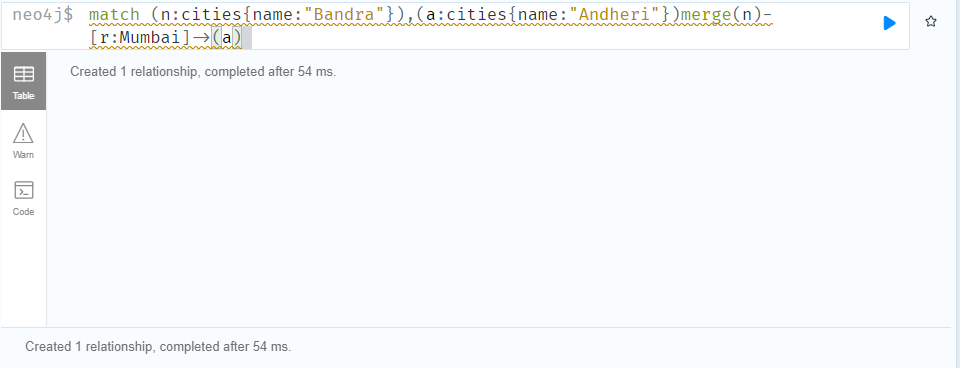 neo4j$ match (n:cities{name:"Bandra"}),(a:cities{name:"Andheri"})merge(n)-
[r:Mumbai]->(a)
Created 1 relationship, completed after 54 ms.
Table
Warn
Code
Created 1 relationship, completed after 54 ms.